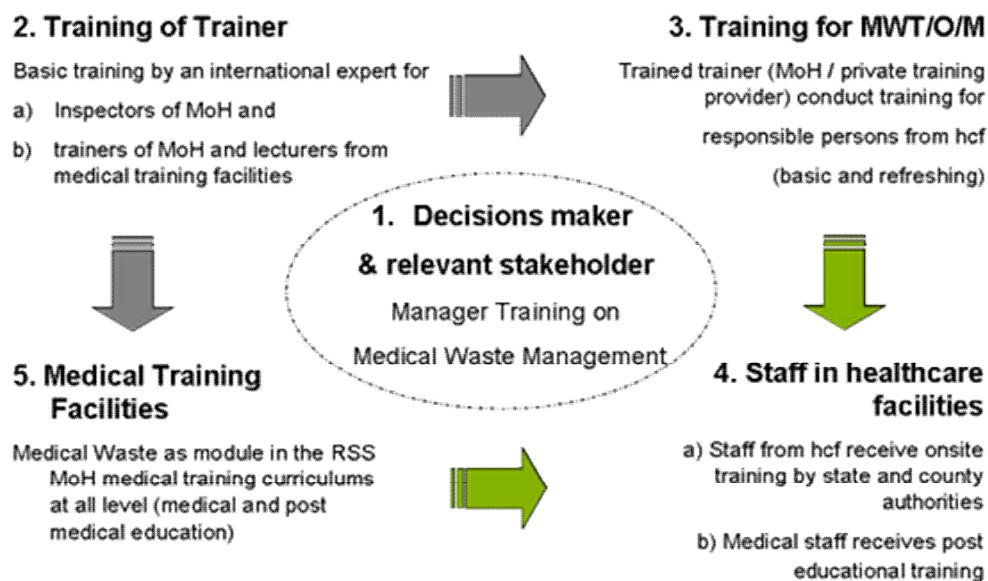 2. Training of Trainer
Basic training by an international expert for
a) Inspectors of MoH and
b) trainers of MoH and lecturers from
medical training facilities
3. Training for MWT/O/M
Trained trainer (MoH / private training
provider) conduct training for
responsible persons from hcf
(basic and refreshing)
1. Decisions maker
& relevant stakeholder
Manager Training on
Medical Waste Management
5. Medical Training
Facilities
Medical Waste as module in the RSS
MoH medical training curriculums
at all level (medical and post
medical education)
4. Staff in healthcare
facilities
a) Staff from hcf receive onsite
training by state and county
authorities
b) Medical staff receives post
educational training